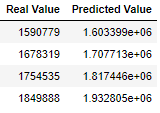 Real Value Predicted Value
1590779 1.603399e+06
1678319 1.707713e+06
1754535 1.817446e+06
1849888 1.932805e+06